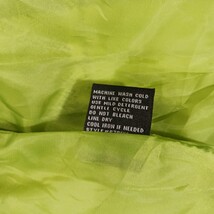 MACHINE WASH COLD
WITH LIKE COLORS
USE MILD DETERGENT
GENTLE CYCLE
DO NOT BLEACH
LINE DRY
COOL IRON IF NEEDED